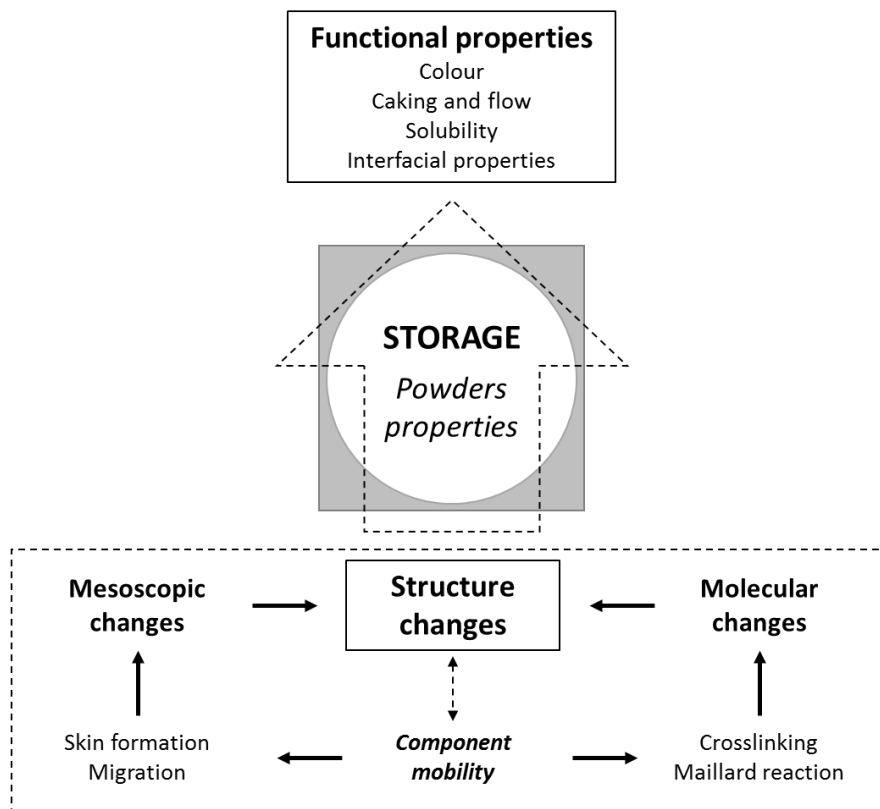 Functional properties
Colour
Caking and flow
Solubility
Interfacial properties
STORAGE
Powders
properties
Mesoscopic
changes
Structure
changes
Molecular
changes
Skin formation
Migration
Component
mobility
Crosslinking
Maillard reaction